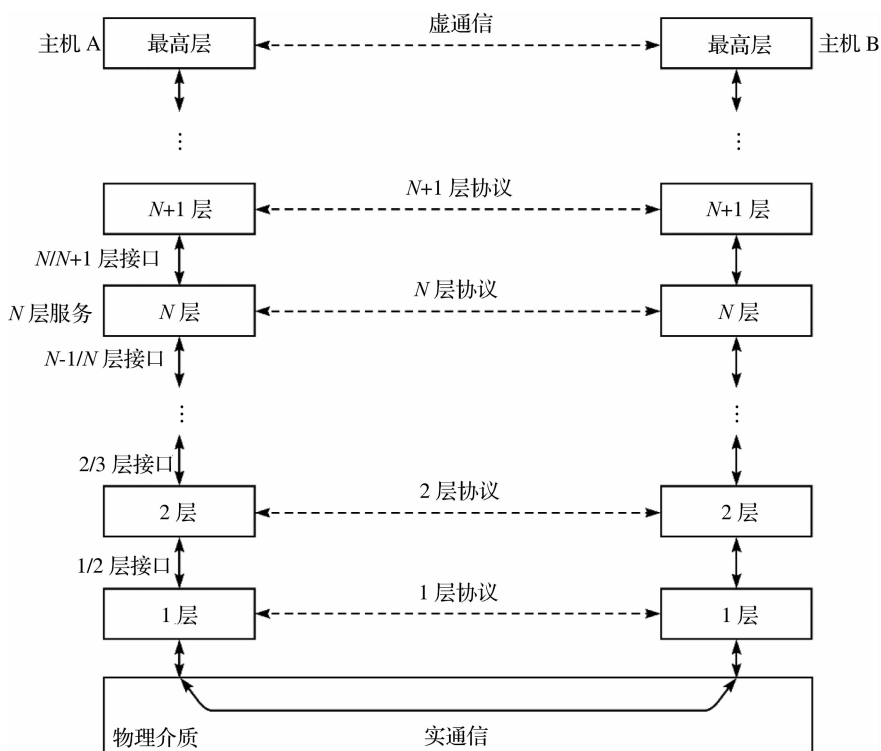 虚通信
主机 A 最高层 最高层 主机 B
⋮ ⋮
N+1 层协议
N+1 层 N+1 层
N/N+1 层接口
N 层协议
N 层服务 N 层 N 层
N-1/N 层接口
⋮ ⋮
2/3 层接口
2 层协议
2 层 2 层
1/2 层接口
1 层协议
1 层 1 层
物理介质 实通信